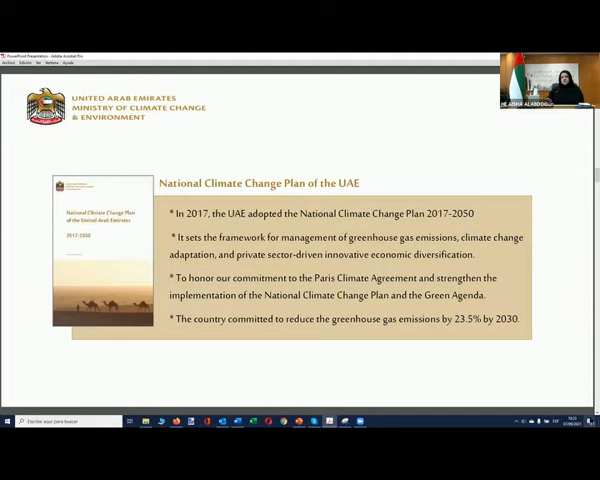 PowerPoint Presentation - Adobe Acrobat Pro
Archivo Edición Ver Ventana Ayuda
HE AISHA ALABDOO
UNITED ARAB EMIRATES
MINISTRY OF CLIMATE CHANGE
& ENVIRONMENT
National Climate Change Plan of the UAE
National Climate Change Plan
of the United Arab Emirates
2017-2050
* In 2017, the UAE adopted the National Climate Change Plan 2017-2050
* It sets the framework for management of greenhouse gas emissions, climate change
adaptation, and private sector-driven innovative economic diversification.
* To honor our commitment to the Paris Climate Agreement and strengthen the
implementation of the National Climate Change Plan and the Green Agenda.
* The country committed to reduce the greenhouse gas emissions by 23.5% by 2030.
Escribe aquí para buscar
ESP
07/09/2021